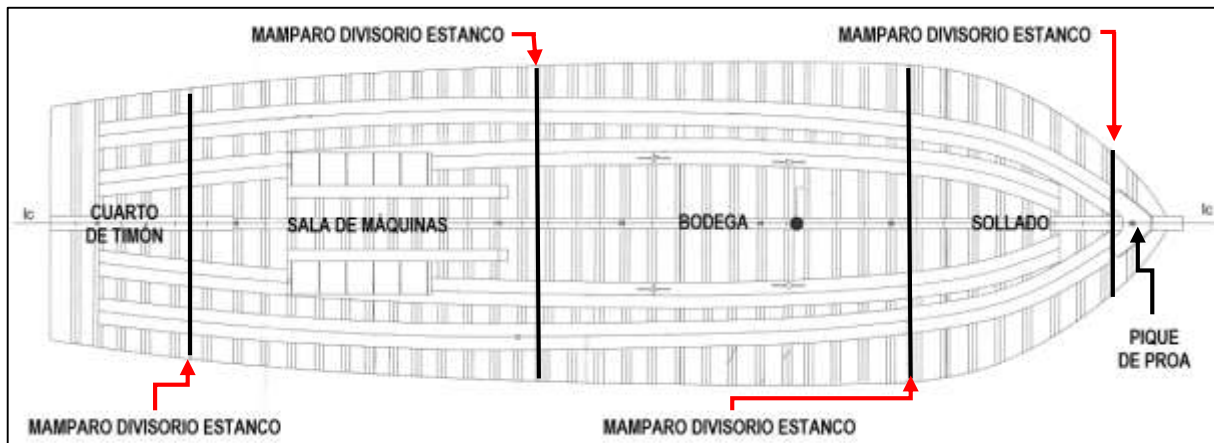 MAMPARO DIVISORIO ESTANCO
MAMPARO DIVISORIO ESTANCO
lc
CUARTO
DE TIMÓN
SALA DE MÁQUINAS
BODEGA
SOLLADO
lc
PIQUE
DE PROA
MAMPARO DIVISORIO ESTANCO
MAMPARO DIVISORIO ESTANCO